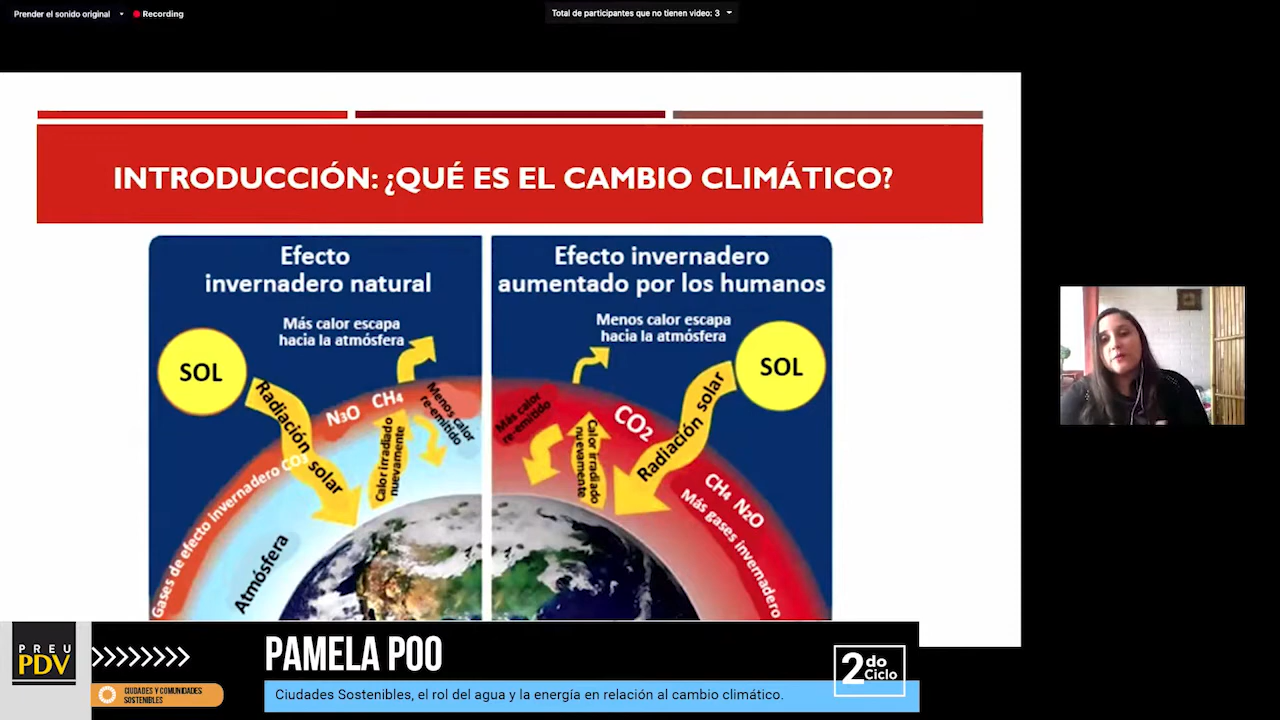 Prender el sonido original
Recording
Total de participantes que no tienen video: 3
INTRODUCCIÓN: ¿QUÉ ES EL CAMBIO CLIMÁTICO?
Efecto
invernadero natural
Más calor escapa
hacia la atmósfera
SOL
Radiación solar
N3O CH4
Menos calor
re-emitido
Calor irradiado
nuevamente
Gases de efecto invernadero CO3
Atmósfera
Efecto invernadero
aumentado por los humanos
Menos calor escapa
hacia la atmósfera
SOL
Radiación solar
Más calor
re-emitido
CO2
Calor irradiado
nuevamente
CH4 N2O
Más gases invernadero
PREU
PDV
CIUDADES Y COMUNIDADES
SOSTENIBLES
PAMELA POO
Ciudades Sostenibles, el rol del agua y la energía en relación al cambio climático.
2do
Ciclo